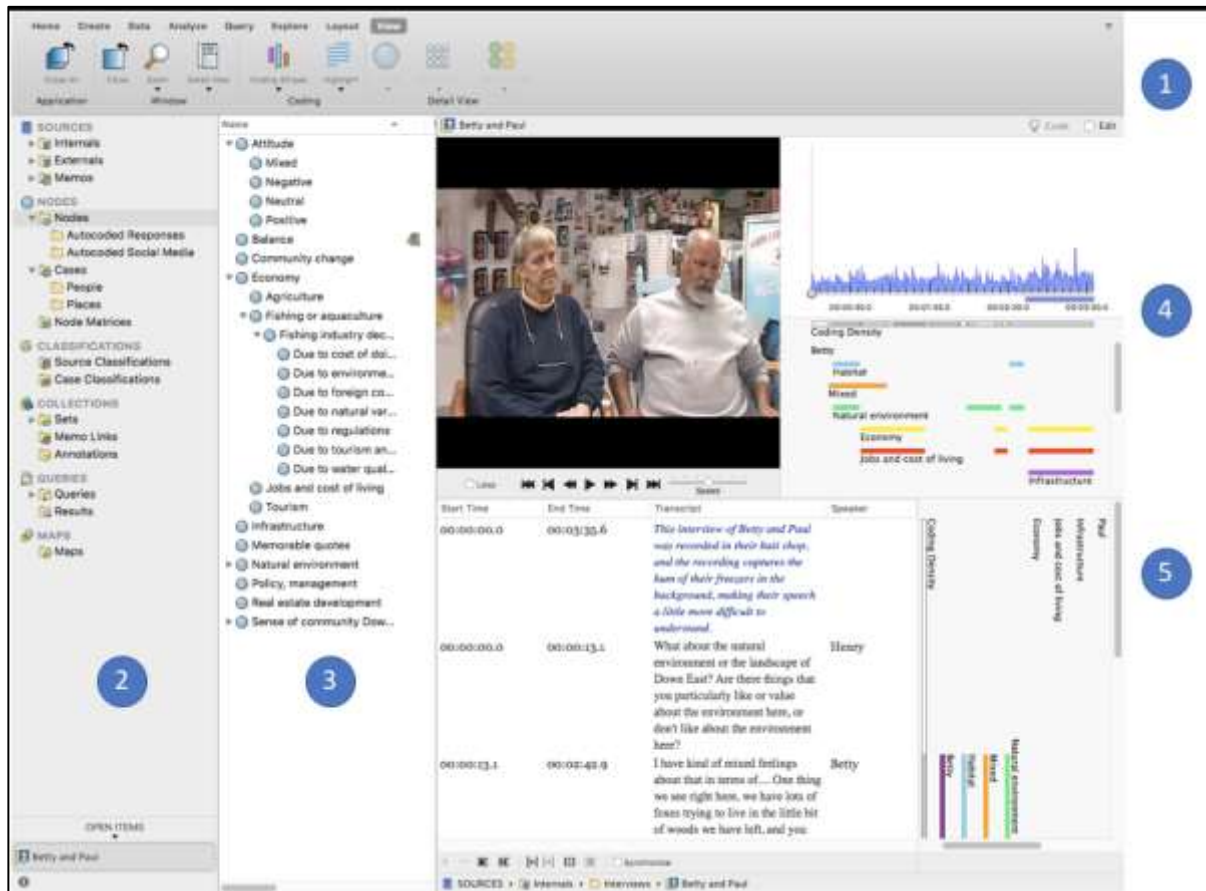 Home Create Data Analyze Query Explore Layout View
Application Window Coding Detail View
1
SOURCES
Internals
Externals
Memos
NODES
Nodes
Autocoded Responses
Autocoded Social Media
Cases
People
Places
Node Matrices
CLASSIFICATIONS
Source Classifications
Case Classifications
COLLECTIONS
Sets
Memo Links
Annotations
QUERIES
Queries
Results
MAPS
Maps
2
OPEN ITEMS
Betty and Paul
Name
Attitude
Mixed
Negative
Neutral
Positive
Balance
Community change
Economy
Agriculture
Fishing or aquaculture
Fishing industry dec...
Due to cost of doi...
Due to environme...
Due to foreign co...
Due to natural var...
Due to regulations
Due to tourism an...
Due to water qual...
Jobs and cost of living
Tourism
Infrastructure
Memorable quotes
Natural environment
Policy, management
Real estate development
Sense of community Dow...
3
Betty and Paul
Code Edit
4
Coding Density
Betty
Habitat
Mixed
Natural environment
Economy
Jobs and cost of living
Infrastructure
Loop Speed
Start Time End Time Transcript Speaker
00:00:00.0 00:03:35.6 This interview of Betty and Paul
was recorded in their bait shop,
and the recording captures the
hum of their freezers in the
background, making their speech
a little more difficult to
understand.
00:00:00.0 00:00:13.1 What about the natural Henry
environment or the landscape of
Down East? Are there things that
you particularly like or value
about the environment here, or
don't like about the environment
here?
00:00:13.1 00:02:42.9 I have kind of mixed feelings Betty
about that in terms of... One thing
we see right here, we have lots of
foxes trying to live in the little bit
of woods we have left, and you
Coding Density
Economy
Jobs and cost of living
Infrastructure
Paul
Betty
Habitat
Mixed
Natural environment
5
Synchronize
SOURCES Internals Interviews Betty and Paul